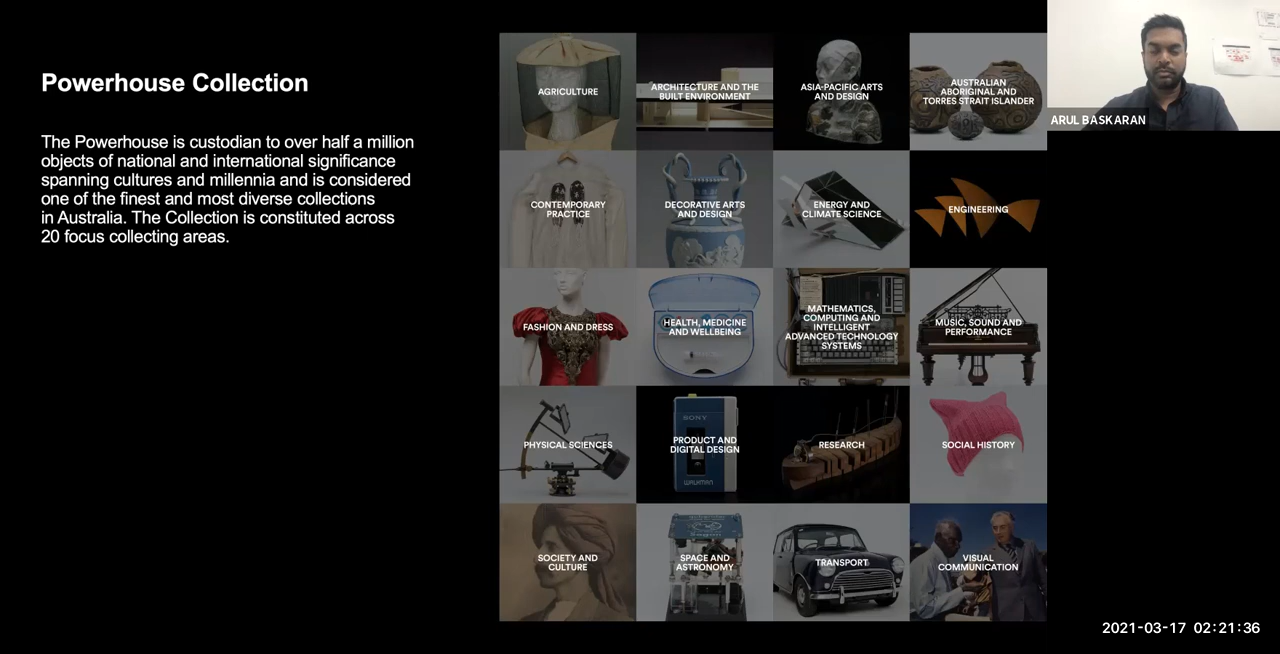 Powerhouse Collection
The Powerhouse is custodian to over half a million
objects of national and international significance
spanning cultures and millennia and is considered
one of the finest and most diverse collections
in Australia. The Collection is constituted across
20 focus collecting areas.
AGRICULTURE
ARCHITECTURE AND THE
BUILT ENVIRONMENT
ASIA-PACIFIC ARTS
AND DESIGN
AUSTRALIAN
ABORIGINAL AND
TORRES STRAIT ISLANDER
CONTEMPORARY
PRACTICE
DECORATIVE ARTS
AND DESIGN
ENERGY AND
CLIMATE SCIENCE
ENGINEERING
FASHION AND DRESS
HEALTH, MEDICINE
AND WELLBEING
MATHEMATICS,
COMPUTING AND
INTELLIGENT
ADVANCED TECHNOLOGY
SYSTEMS
MUSIC, SOUND AND
PERFORMANCE
PHYSICAL SCIENCES
SONY
PRODUCT AND
DIGITAL DESIGN
WALKMAN
RESEARCH
SOCIAL HISTORY
SOCIETY AND
CULTURE
SPACE AND
ASTRONOMY
TRANSPORT
VISUAL
COMMUNICATION
ARUL BASKARAN
2021-03-17 02:21:36